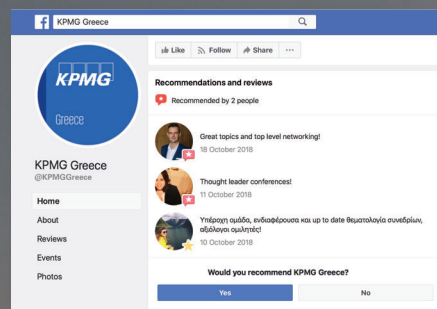 KPMG Greece
Like Follow Share ...
KPMG
Greece
KPMG Greece
@KPMGGreece
Home
About
Reviews
Events
Photos
Recommendations and reviews
Recommended by 2 people
Great topics and top level networking!
18 October 2018
Thought leader conferences!
11 October 2018
Υπέροχη ομάδα, ενδιαφέρουσα και up to date θεματολογία συνεδρίων,
αξιόλογοι ομιλητές!
10 October 2018
Would you recommend KPMG Greece?
Yes No